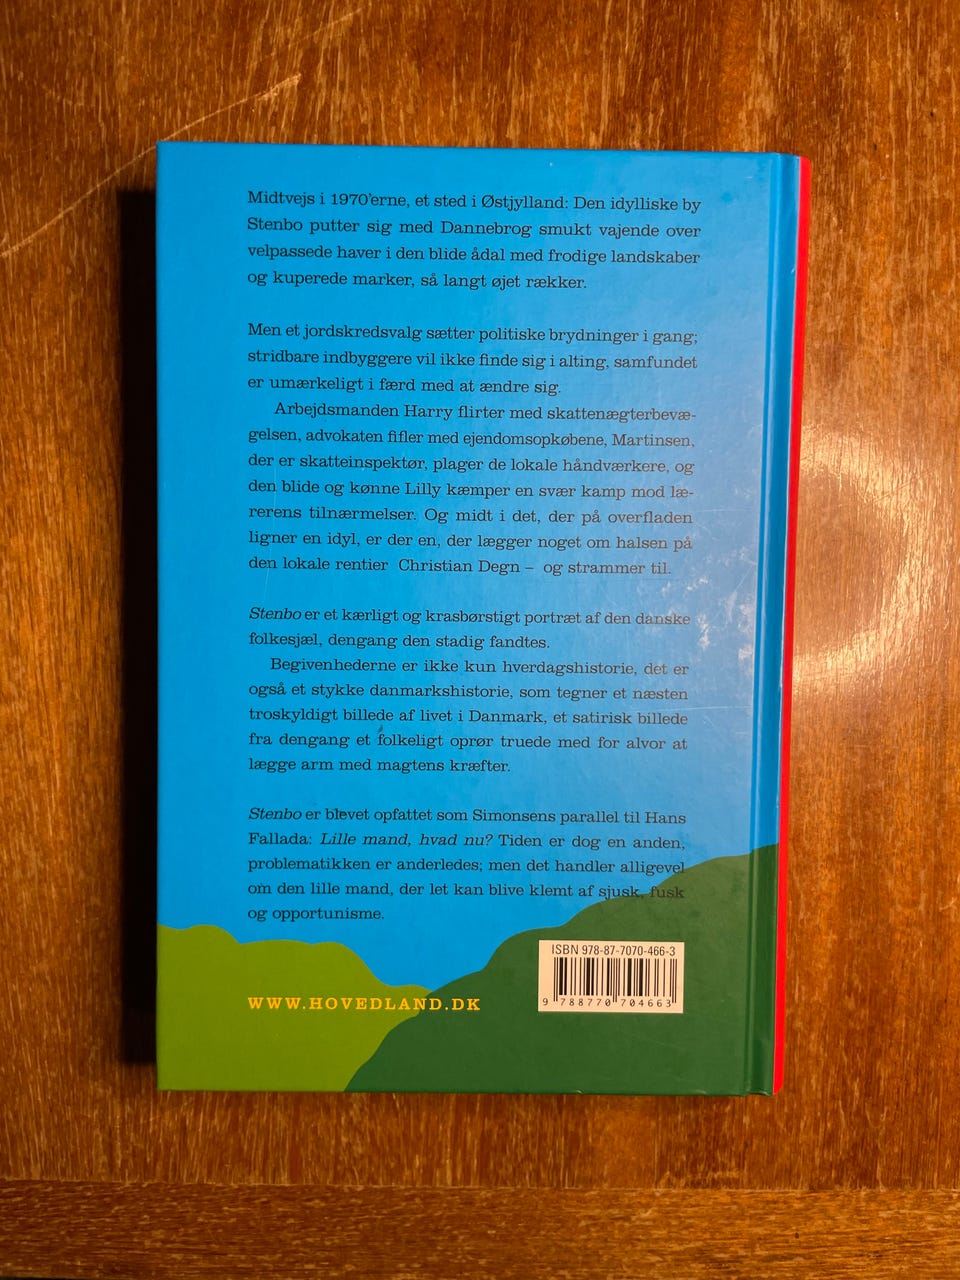 Midtvejs i 1970'erne, et sted i Østjylland: Den idylliske by
Stenbo putter sig med Dannebrog smukt vajende over
velpassede haver i den blide ådal med frodige landskaber
og kuperede marker, så langt øjet rækker.
Men et jordskredsvalg sætter politiske brydninger i gang;
stridbare indbyggere vil ikke finde sig i alting, samfundet
er umærkeligt i færd med at ændre sig.
Arbejdsmanden Harry flirter med skattenægterbevæ-
gelsen, advokaten fifler med ejendomsopkøbene, Martinsen,
der er skatteinspektør, plager de lokale håndværkere, og
den blide og kønne Lilly kæmper en svær kamp mod læ-
rerens tilnærmelser. Og midt i det, der på overfladen
ligner en idyl, er der en, der lægger noget om halsen på
den lokale rentier Christian Degn – og strammer til.
Stenbo er et kærligt og krasbørstigt portræt af den danske
folkesjæl, dengang den stadig fandtes.
Begivenhederne er ikke kun hverdagshistorie, det er
også et stykke danmarkshistorie, som tegner et næsten
troskyldigt billede af livet i Danmark, et satirisk billede
fra dengang et folkeligt oprør truede med for alvor at
lægge arm med magtens kræfter.
Stenbo er blevet opfattet som Simonsens parallel til Hans
Fallada: Lille mand, hvad nu? Tiden er dog en anden,
problematikken er anderledes; men det handler alligevel
om den lille mand, der let kan blive klemt af sjusk, fusk
og opportunisme.
ISBN 978-87-7070-466-3
9 788770 704663
WWW.HOVEDLAND.DK